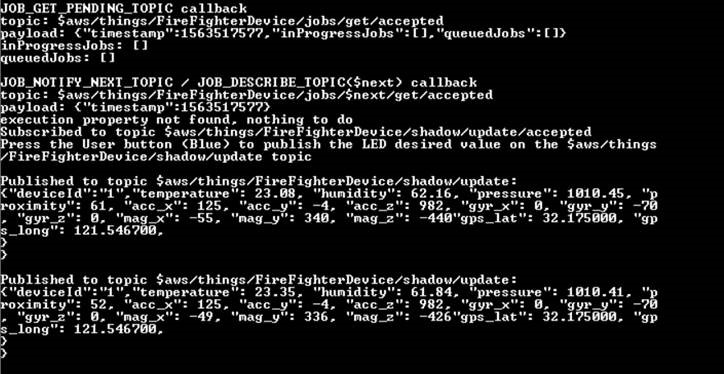 JOB_GET_PENDING_TOPIC callback
topic: $aws/things/FireFighterDevice/jobs/get/accepted
payload: {"timestamp":1563517577,"inProgressJobs":[],"queuedJobs":[]}
inProgressJobs: []
queuedJobs: []
JOB_NOTIFY_NEXT_TOPIC / JOB_DESCRIBE_TOPIC($next) callback
topic: $aws/things/FireFighterDevice/jobs/$next/get/accepted
payload: {"timestamp":1563517577}
execution property not found, nothing to do
Subscribed to topic $aws/things/FireFighterDevice/shadow/update/accepted
Press the User button (Blue) to publish the LED desired value on the $aws/things
/FireFighterDevice/shadow/update topic
Published to topic $aws/things/FireFighterDevice/shadow/update:
{"deviceId":"1","temperature": 23.08, "humidity": 62.16, "pressure": 1010.45, "p
roximity": 61, "acc_x": 125, "acc_y": -4, "acc_z": 982, "gyr_x": 0, "gyr_y": -70
, "gyr_z": 0, "mag_x": -55, "mag_y": 340, "mag_z": -440"gps_lat": 32.175000, "gp
s_long": 121.546700,
}
}
Published to topic $aws/things/FireFighterDevice/shadow/update:
{"deviceId":"1","temperature": 23.35, "humidity": 61.84, "pressure": 1010.41, "p
roximity": 52, "acc_x": 125, "acc_y": -4, "acc_z": 982, "gyr_x": 0, "gyr_y": -70
, "gyr_z": 0, "mag_x": -49, "mag_y": 336, "mag_z": -426"gps_lat": 32.175000, "gp
s_long": 121.546700,
}
}